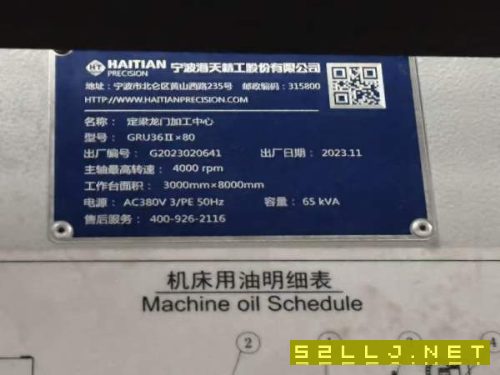 HT HAITIAN PRECISION 宁波海天精工股份有限公司
地址：宁波市北仑区黄山西路235号 邮政编码：315800
HTTP://WWW.HAITIANPRECISION.COM
名称： 定梁龙门加工中心
型号： GRU36Ⅱ×80
出厂编号： G2023020641 出厂日期： 2023.11
主轴最高转速： 4000 rpm
工作台面积： 3000mm×8000mm
电源： AC380V 3/PE 50Hz 容量： 65 kVA
售后服务： 400-926-2116
机床用油明细表
Machine oil Schedule
② ① ③ ④
52LLJ.NET